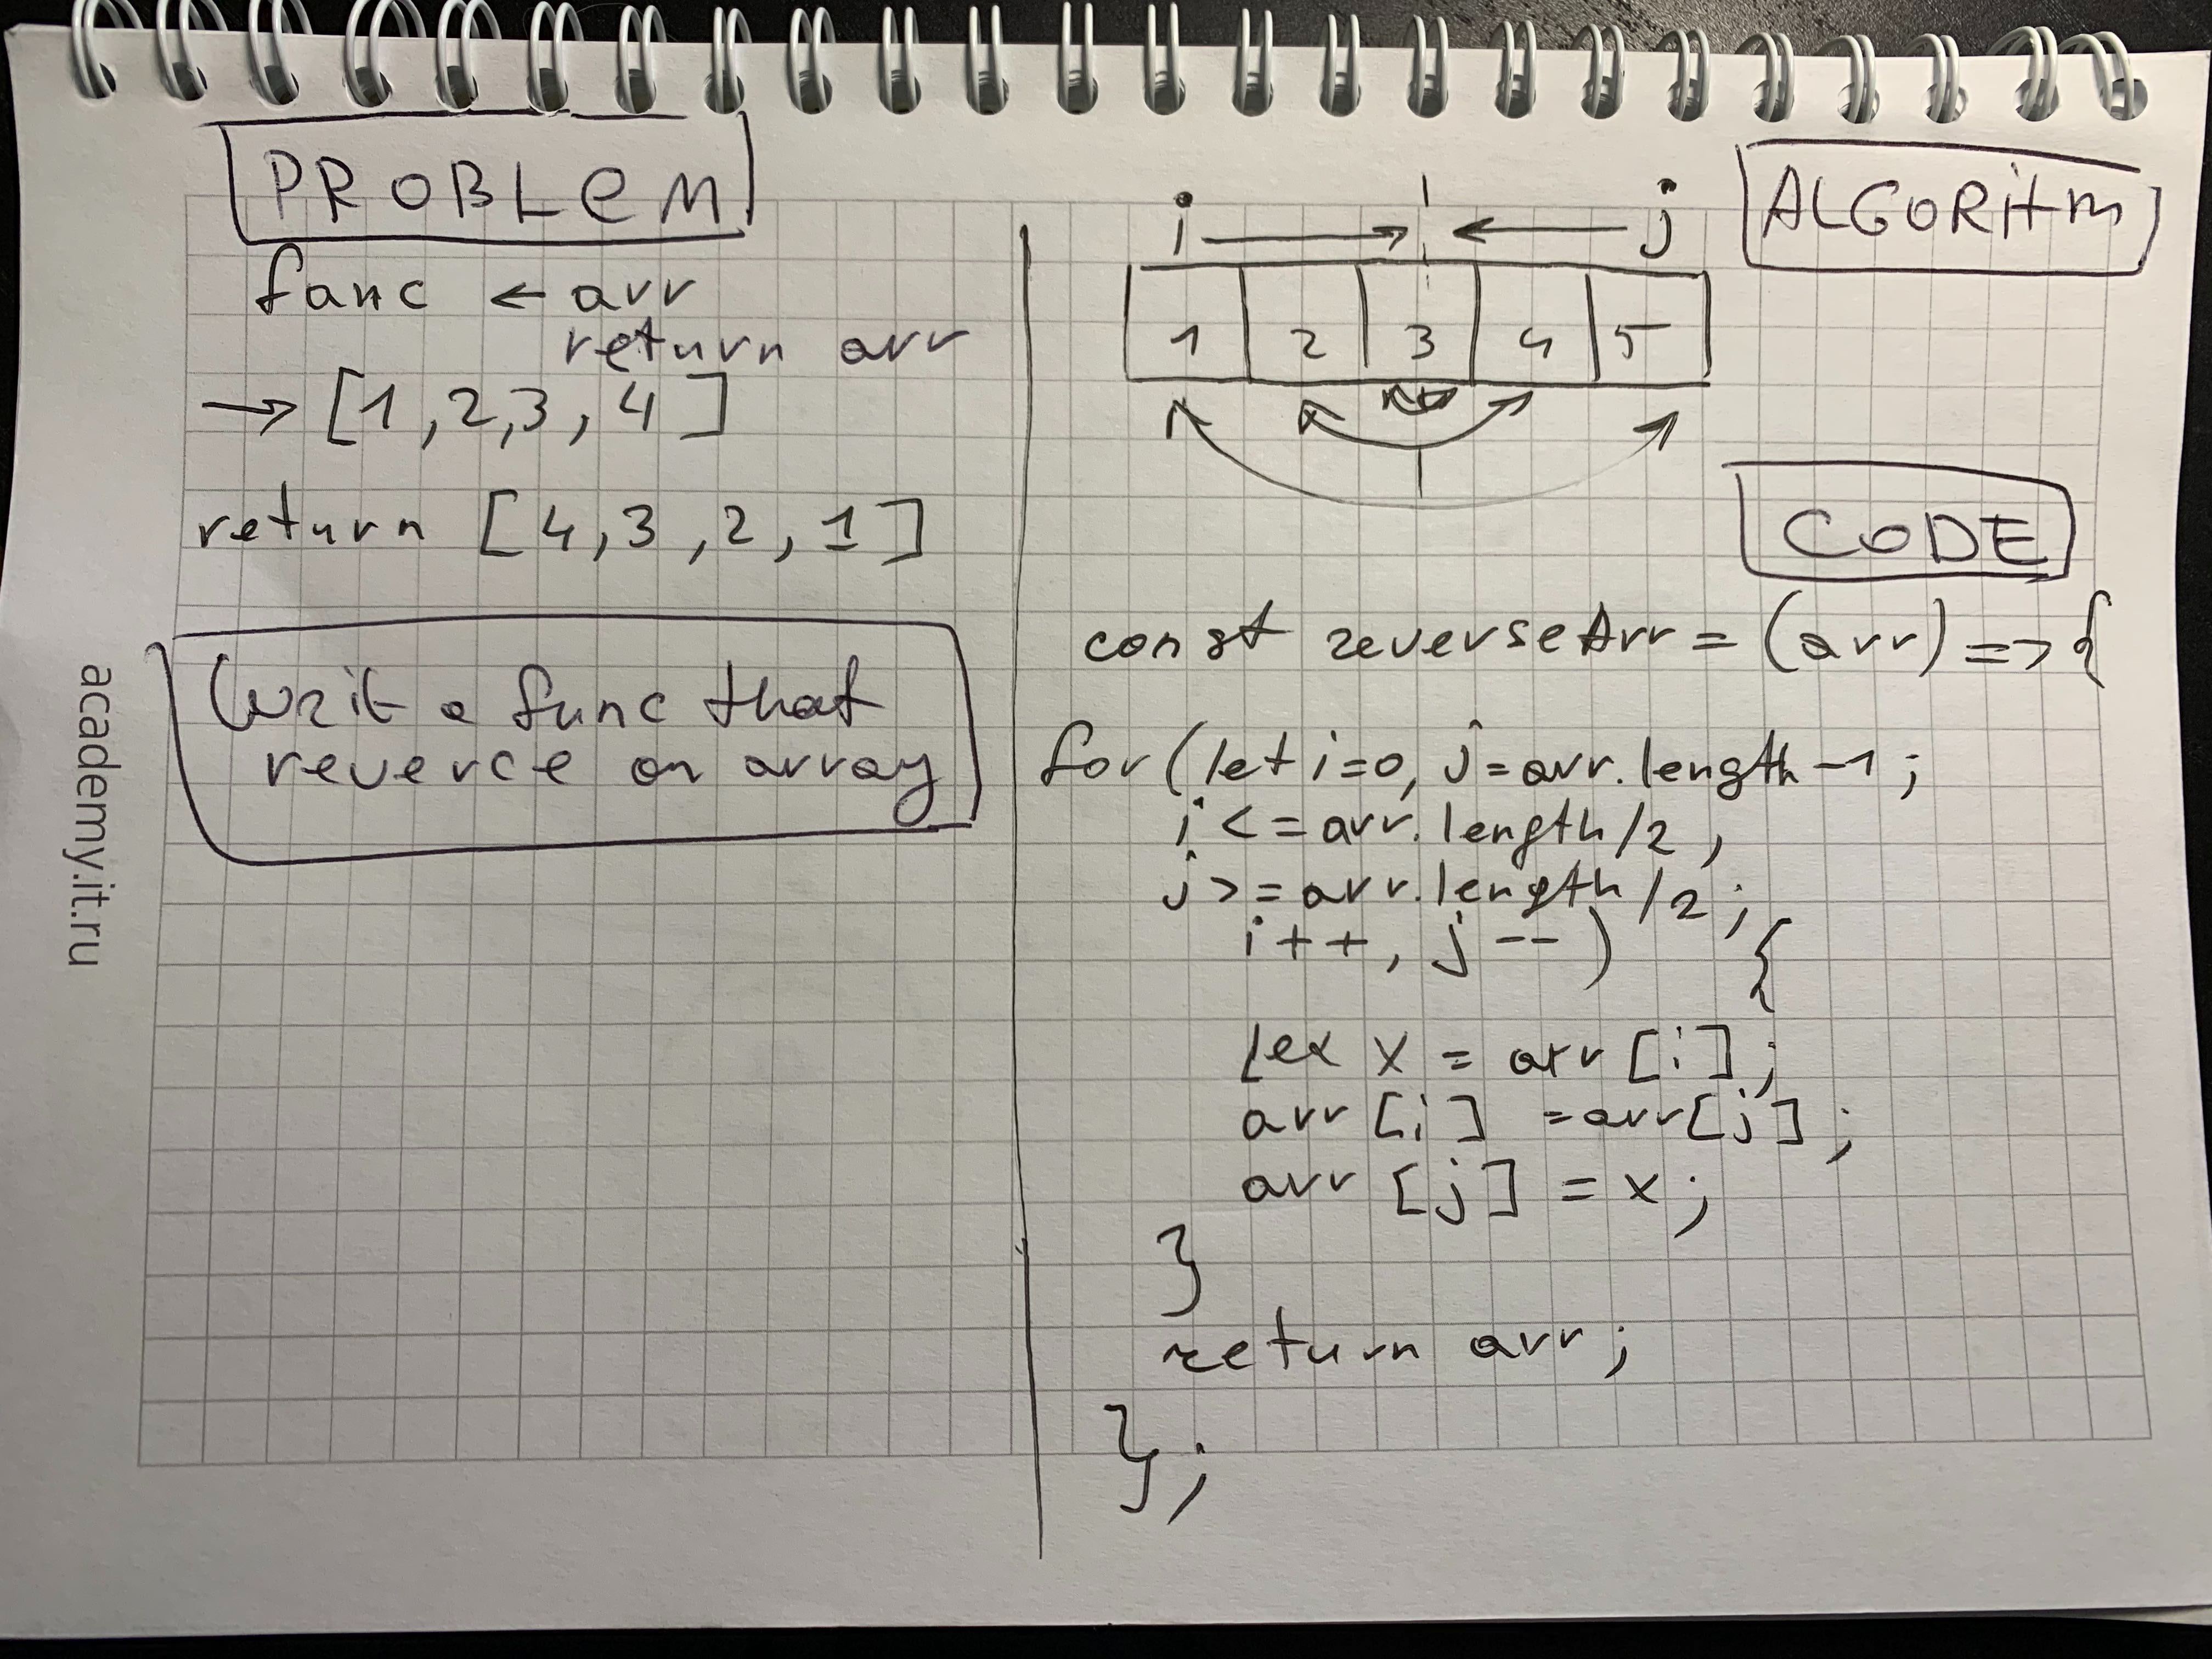 PROBLEM
func ← arr
return arr
→ [1,2,3,4]
return [4,3,2,1]
Write a func that
reverce an array
academy.it.ru
ALGORitm
i → ← j
1 2 3 4 5
CODE
const reverseArr = (arr) => {
for(let i=0, j=arr.length-1;
i <= arr.length/2,
j >= arr.length/2;
i++, j--) {
let x = arr[i];
arr[i] = arr[j];
arr[j] = x;
}
return arr;
};